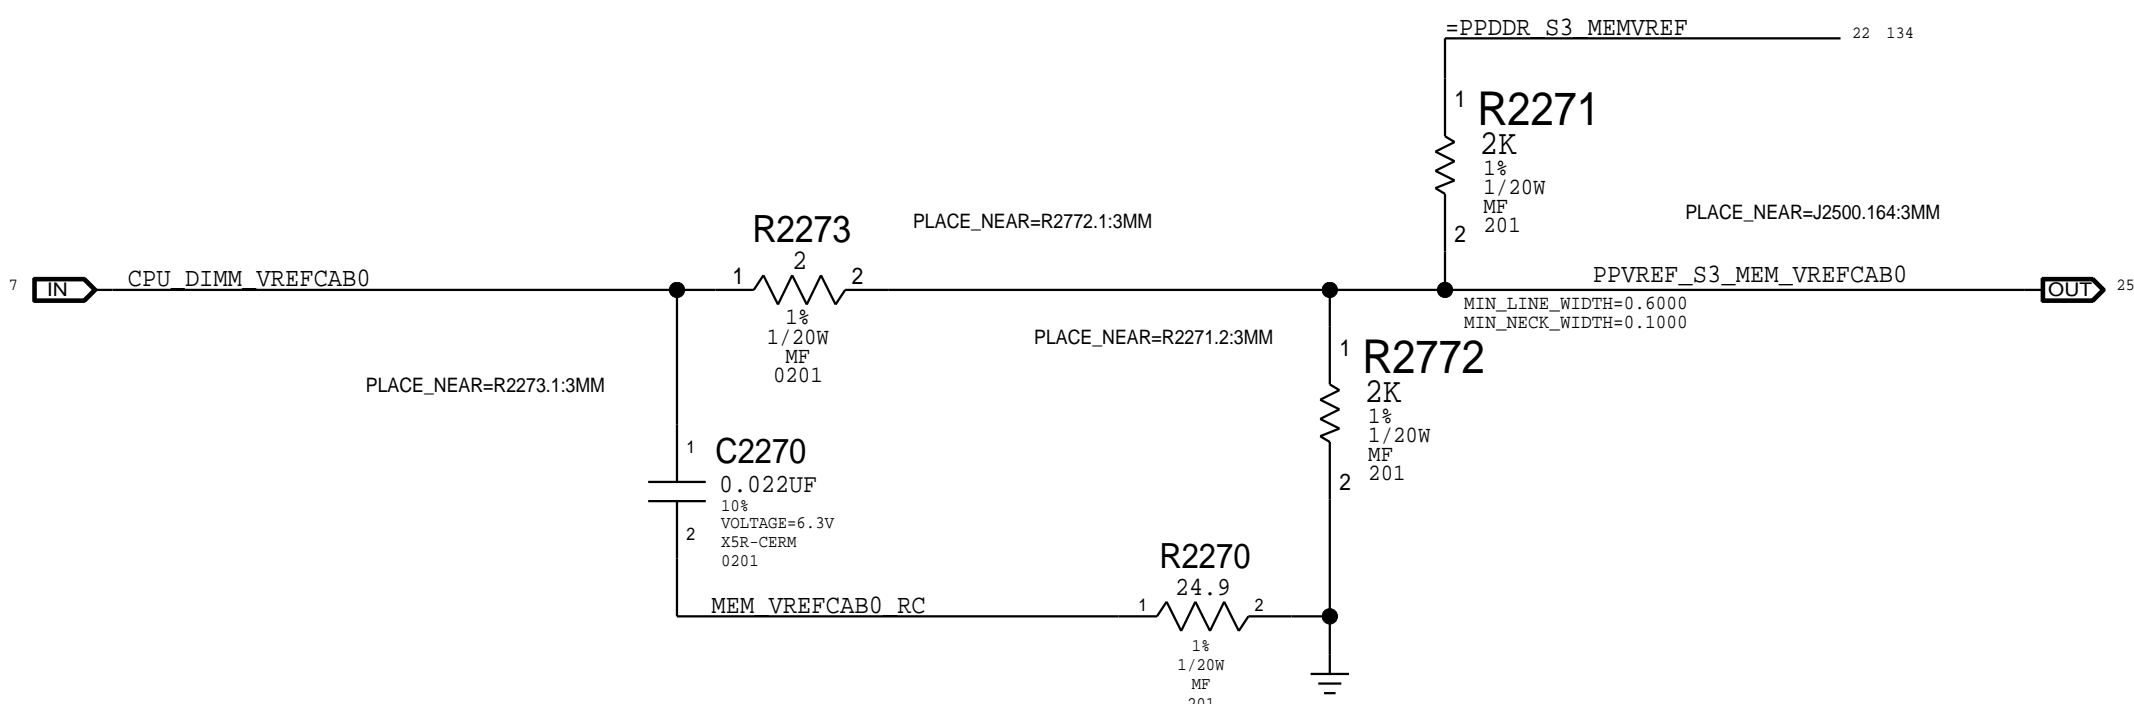 =PPDDR_S3_MEMVREF
22 134
1
R2271
2K
1%
1/20W
MF
201
2
PLACE_NEAR=J2500.164:3MM
R2273
PLACE_NEAR=R2772.1:3MM
7
IN
CPU_DIMM_VREFCAB0
1
2
2
1%
1/20W
MF
0201
PPVREF_S3_MEM_VREFCAB0
OUT
25
MIN_LINE_WIDTH=0.6000
MIN_NECK_WIDTH=0.1000
PLACE_NEAR=R2271.2:3MM
PLACE_NEAR=R2273.1:3MM
1
R2772
2K
1%
1/20W
MF
201
2
1
C2270
0.022UF
10%
VOLTAGE=6.3V
X5R-CERM
0201
2
MEM_VREFCAB0_RC
R2270
24.9
1
2
1%
1/20W
MF
201